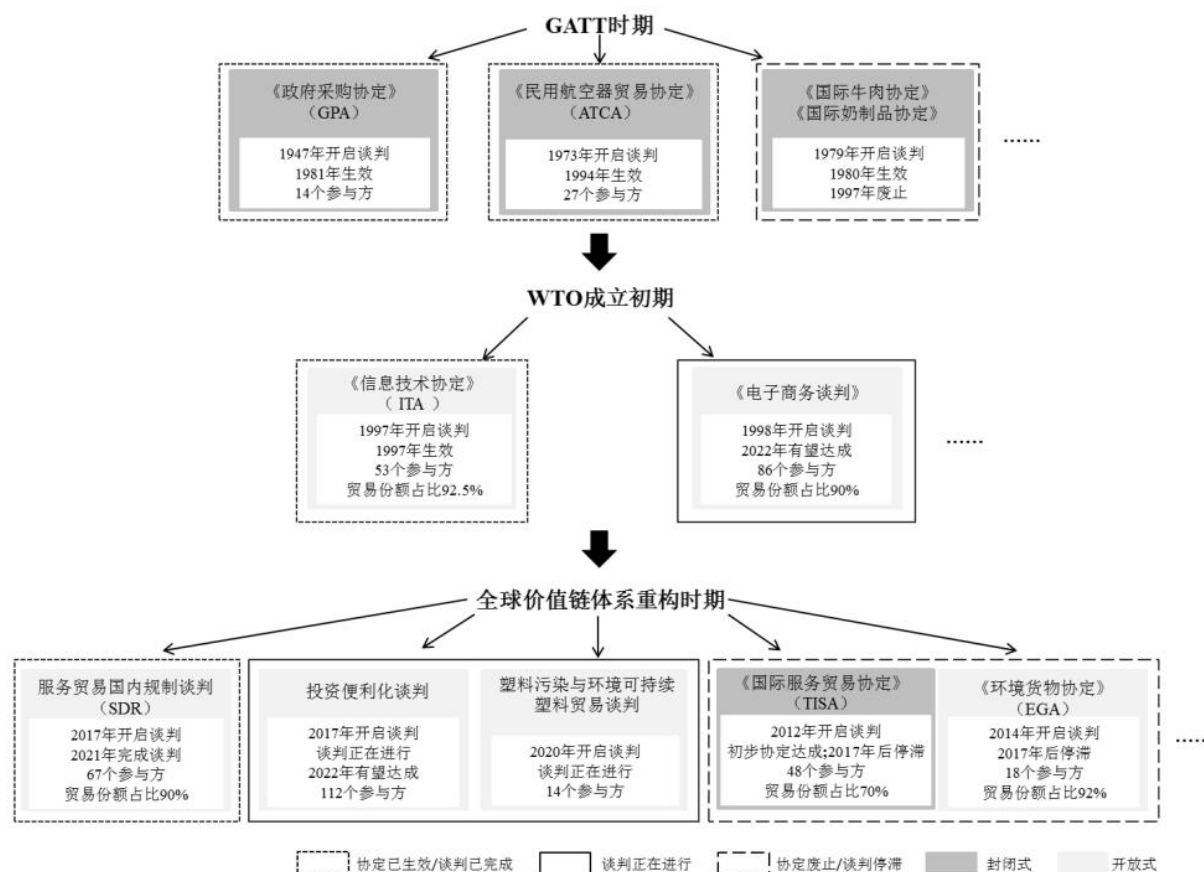 GATT时期
《政府采购协定》
（GPA）
1947年开启谈判
1981年生效
14个参与方
《民用航空器贸易协定》
（ATCA）
1973年开启谈判
1994年生效
27个参与方
《国际牛肉协定》
《国际奶制品协定》
1979年开启谈判
1980年生效
1997年废止
……
WTO成立初期
《信息技术协定》
（ ITA ）
1997年开启谈判
1997年生效
53个参与方
贸易份额占比92.5%
《电子商务谈判》
1998年开启谈判
2022年有望达成
86个参与方
贸易份额占比90%
……
全球价值链体系重构时期
服务贸易国内规制谈判
（SDR）
2017年开启谈判
2021年完成谈判
67个参与方
贸易份额占比90%
投资便利化谈判
2017年开启谈判
谈判正在进行
2022年有望达成
112个参与方
塑料污染与环境可持续
塑料贸易谈判
2020年开启谈判
谈判正在进行
14个参与方
《国际服务贸易协定》
（TISA）
2012年开启谈判
初步协定达成;2017年后停滞
48个参与方
贸易份额占比70%
《环境货物协定》
（EGA）
2014年开启谈判
2017年后停滞
18个参与方
贸易份额占比92%
……
协定已生效/谈判已完成
谈判正在进行
协定废止/谈判停滞
封闭式
开放式